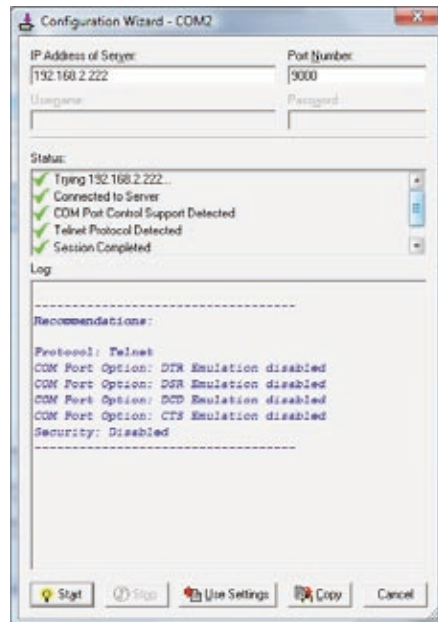 Configuration Wizard - COM2
IP Address of Server: Port Number:
192.168.2.222 9000
Username: Password:
Status:
Trying 192.168.2.222...
Connected to Server
COM Port Control Support Detected
Telnet Protocol Detected
Session Completed
Log:
--------------------------------
Recommendations:
Protocol: Telnet
COM Port Option: DTR Emulation disabled
COM Port Option: DSR Emulation disabled
COM Port Option: DCD Emulation disabled
COM Port Option: CTS Emulation disabled
Security: Disabled
--------------------------------
Start Stop Use Settings Copy Cancel